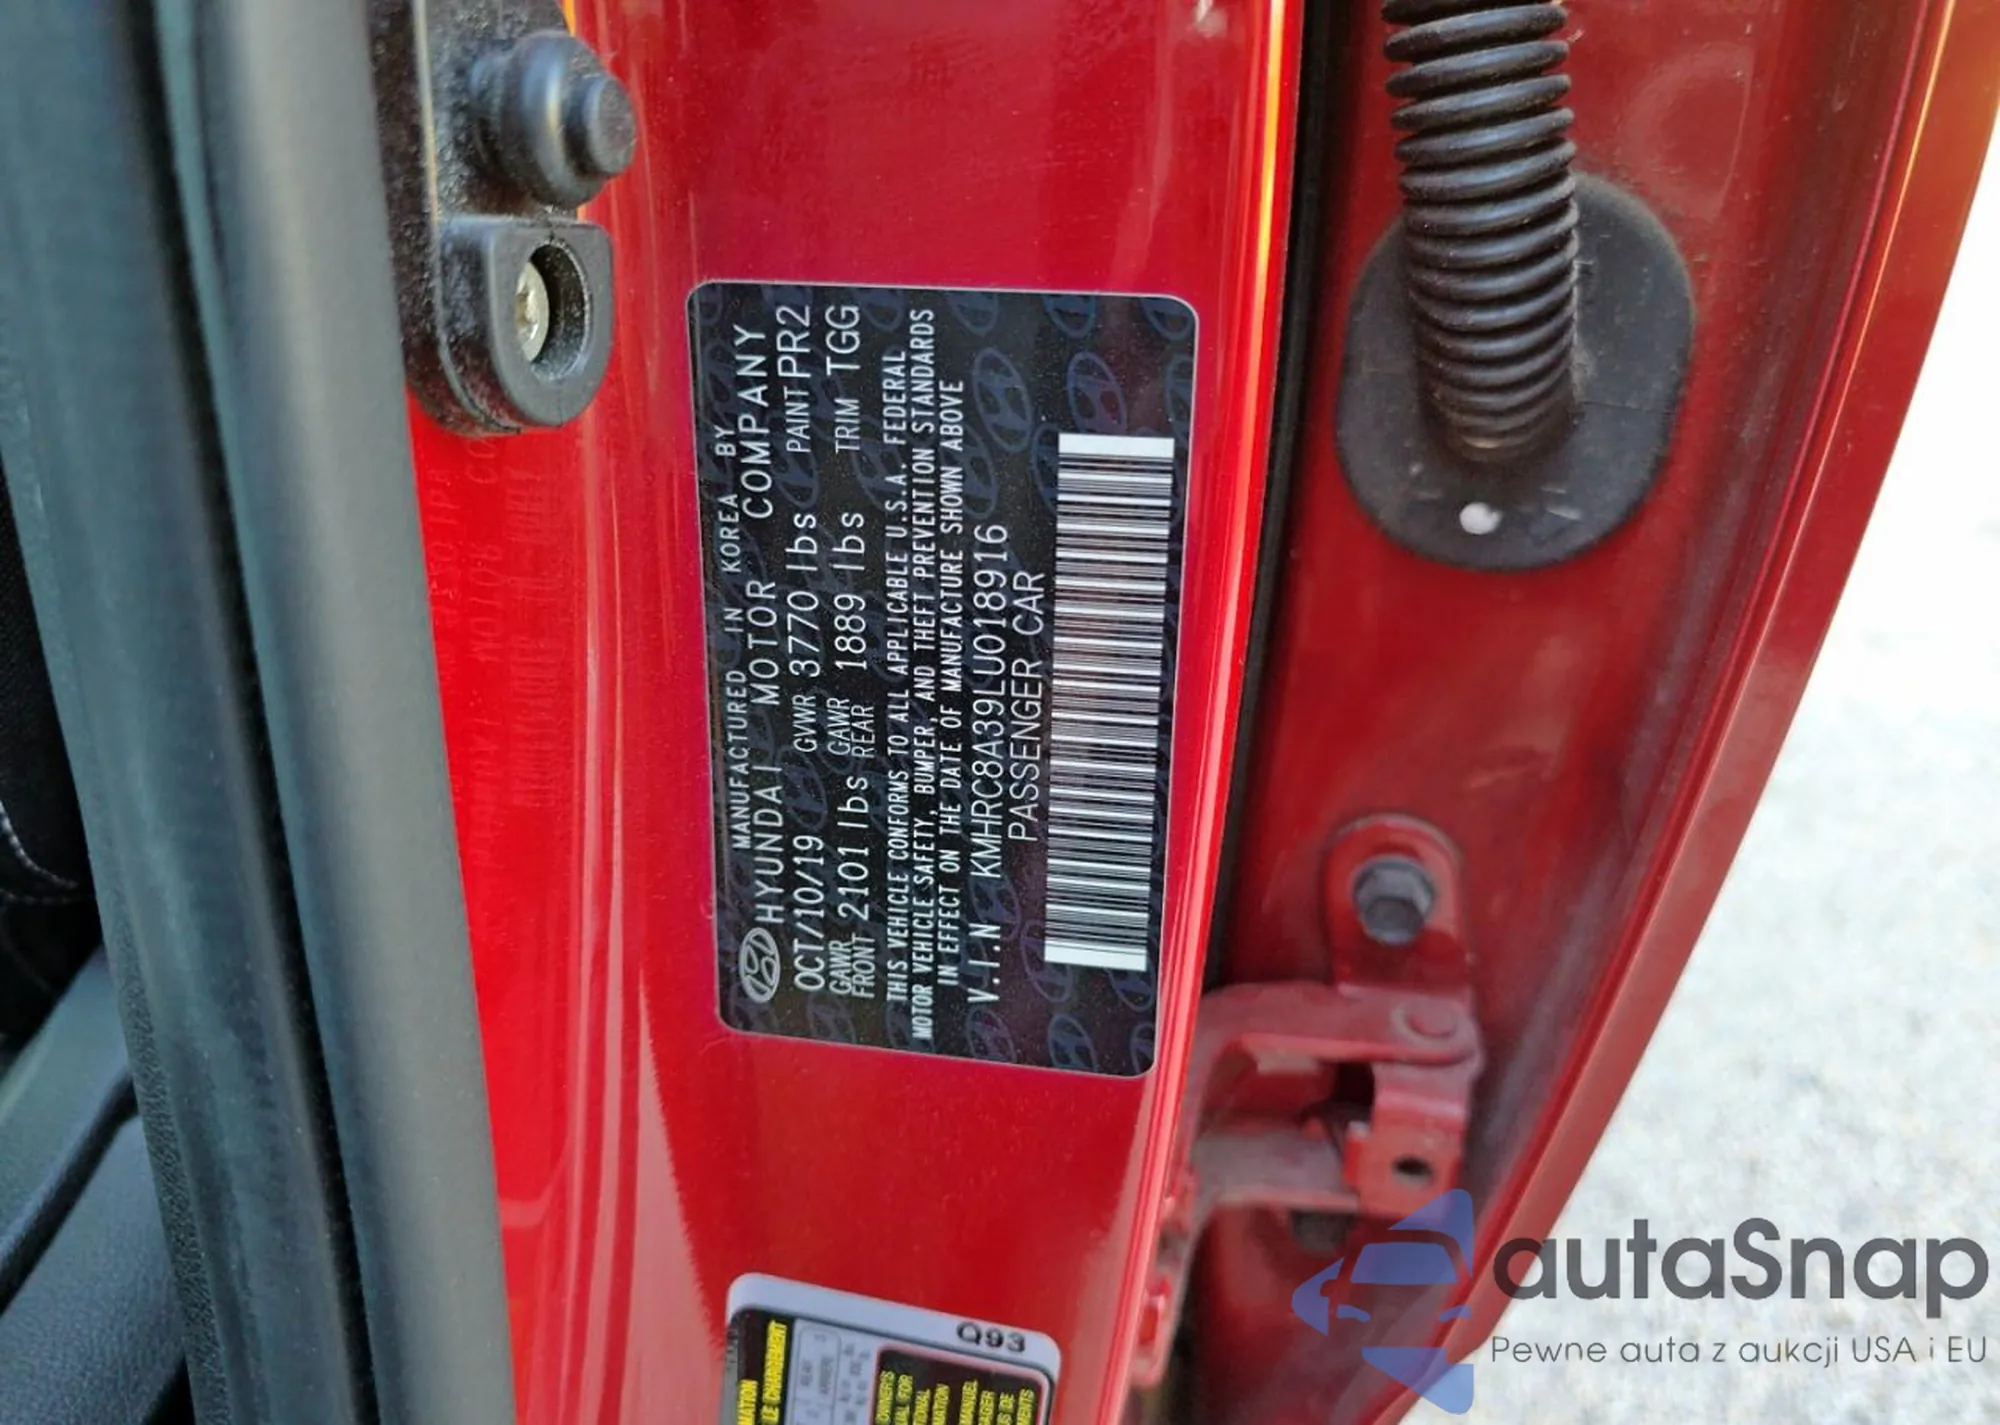 MANUFACTURED IN KOREA BY
HYUNDAI MOTOR COMPANY
OCT/10/19 GVWR 3770 lbs PAINT PR2
GAWR FRONT 2101 lbs GAWR REAR 1889 lbs TRIM TGG
THIS VEHICLE CONFORMS TO ALL APPLICABLE U.S.A. FEDERAL
MOTOR VEHICLE SAFETY, BUMPER, AND THEFT PREVENTION STANDARDS
IN EFFECT ON THE DATE OF MANUFACTURE SHOWN ABOVE
V.I.N KMHRC8A39LU018916
PASSENGER CAR
Q93
LE CHARGEMENT
MANUEL
autaSnap
Pewne auta z aukcji USA i EU